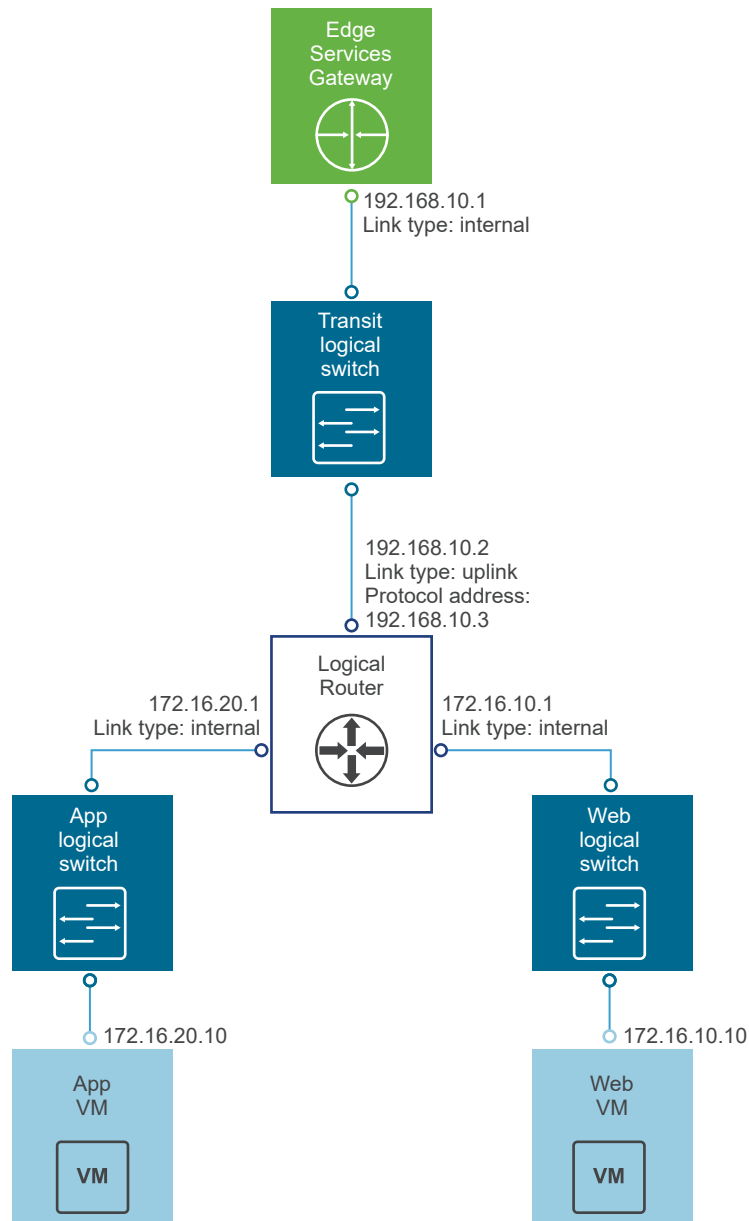 Edge
Services
Gateway
192.168.10.1
Link type: internal
Transit
logical
switch
192.168.10.2
Link type: uplink
Protocol address:
192.168.10.3
Logical
Router
172.16.20.1
Link type: internal
172.16.10.1
Link type: internal
App
logical
switch
Web
logical
switch
172.16.20.10
172.16.10.10
App
VM
VM
Web
VM
VM